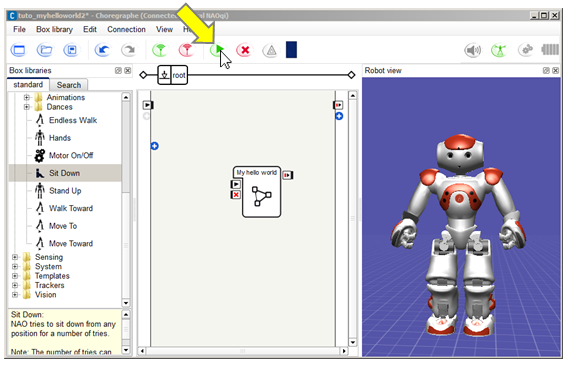 tuto_myhelloworld2* - Choregraphe (Connec
NAOqi)
File Edit Connection View
Box library
Box libraries
standard Search
Animations
Dances
Endless Walk
Hands
Motor On/Off
Sit Down
Stand Up
Walk Toward
Move To
Move Toward
Sensing
System
Templates
Trackers
Vision
Sit Down:
NAO tries to sit down from any
position for a number of tries.
Note: The number of tries can
root
My hello world
Robot view